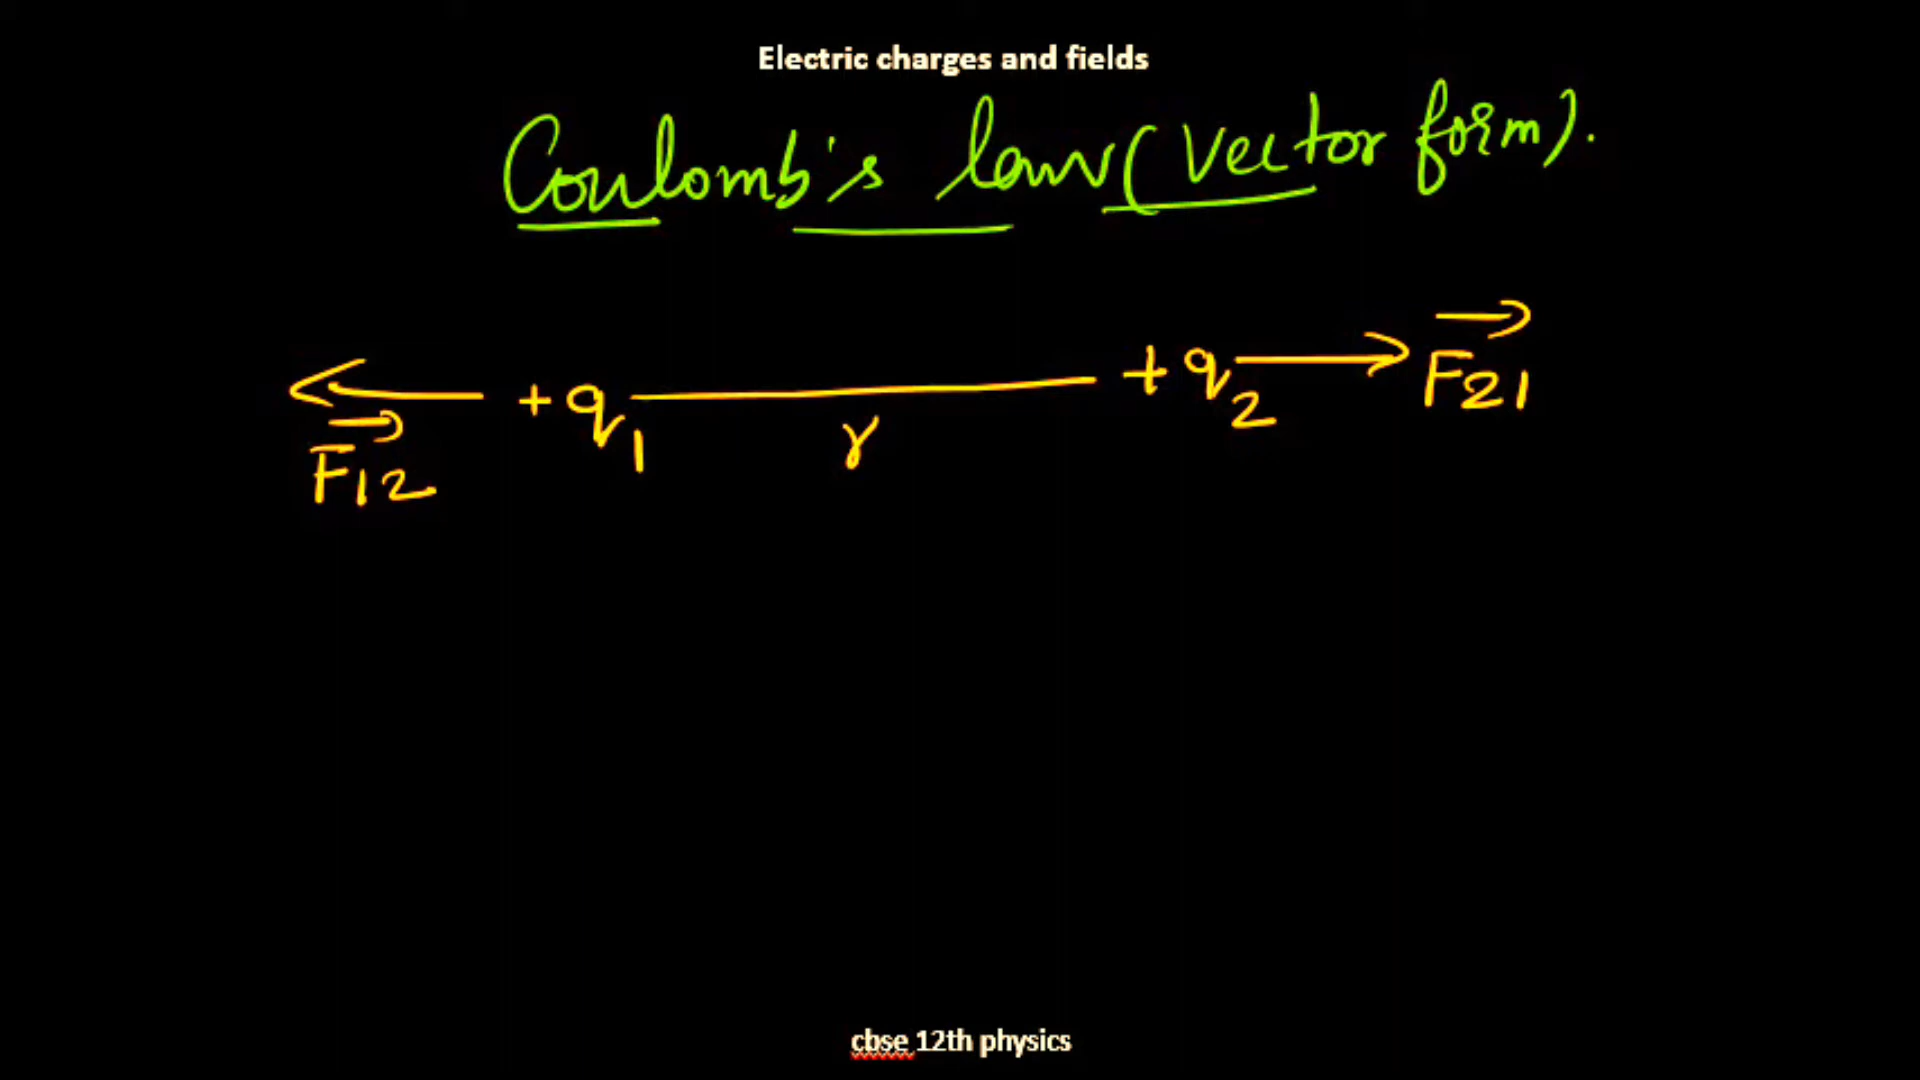 Electric charges and fields
Coulomb's law (Vector form).
+q₁ r +q₂ F₂₁
F₁₂
cbse 12th physics